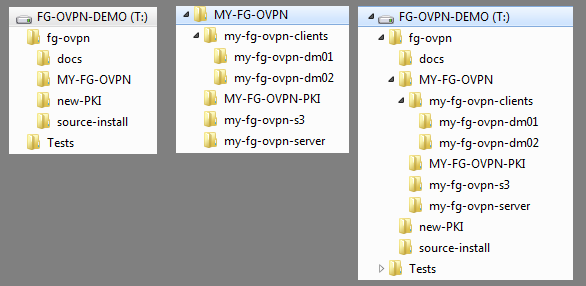 FG-OVPN-DEMO (T:)
fg-ovpn
docs
MY-FG-OVPN
new-PKI
source-install
Tests
MY-FG-OVPN
my-fg-ovpn-clients
my-fg-ovpn-dm01
my-fg-ovpn-dm02
MY-FG-OVPN-PKI
my-fg-ovpn-s3
my-fg-ovpn-server
FG-OVPN-DEMO (T:)
fg-ovpn
docs
MY-FG-OVPN
my-fg-ovpn-clients
my-fg-ovpn-dm01
my-fg-ovpn-dm02
MY-FG-OVPN-PKI
my-fg-ovpn-s3
my-fg-ovpn-server
new-PKI
source-install
Tests